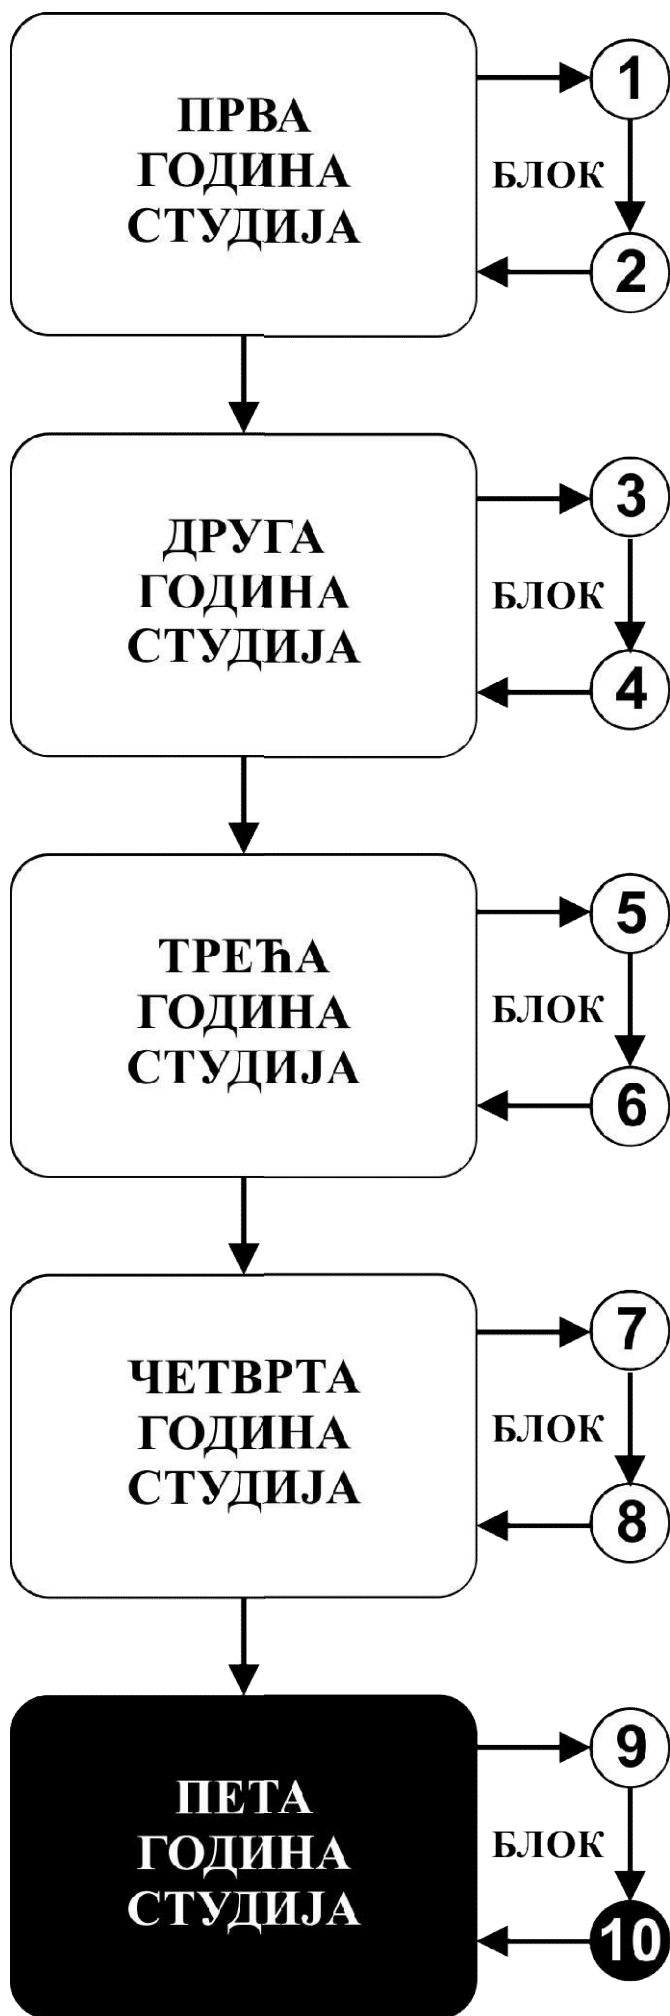 ПРВА
ГОДИНА
СТУДИЈА
1
БЛОК
2
ДРУГА
ГОДИНА
СТУДИЈА
3
БЛОК
4
ТРЕЋА
ГОДИНА
СТУДИЈА
5
БЛОК
6
ЧЕТВРТА
ГОДИНА
СТУДИЈА
7
БЛОК
8
ПЕТА
ГОДИНА
СТУДИЈА
9
БЛОК
10